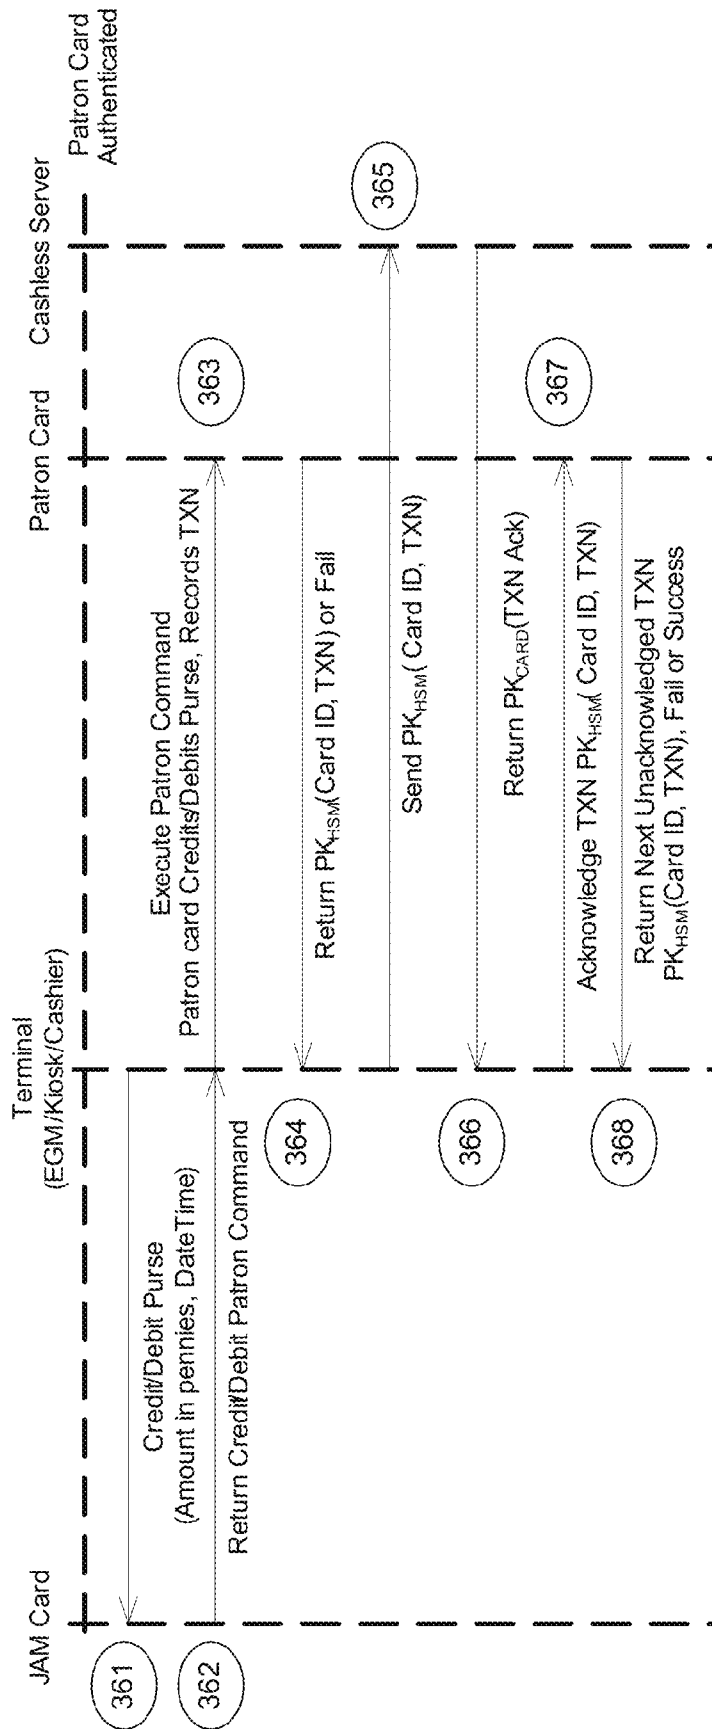 JAM Card
Terminal
(EGM/Kiosk/Cashier)
Patron Card
Cashless Server
Patron Card
Authenticated
361
Credit/Debit Purse
(Amount in pennies, DateTime)
362
Return Credit/Debit Patron Command
Execute Patron Command
Patron card Credits/Debits Purse, Records TXN
363
364
Return PKHSM(Card ID, TXN) or Fail
Send PKHSM( Card ID, TXN)
365
366
Return PKCARD(TXN Ack)
Acknowledge TXN PKHSM( Card ID, TXN)
367
368
Return Next Unacknowledged TXN
PKHSM(Card ID, TXN), Fail or Success